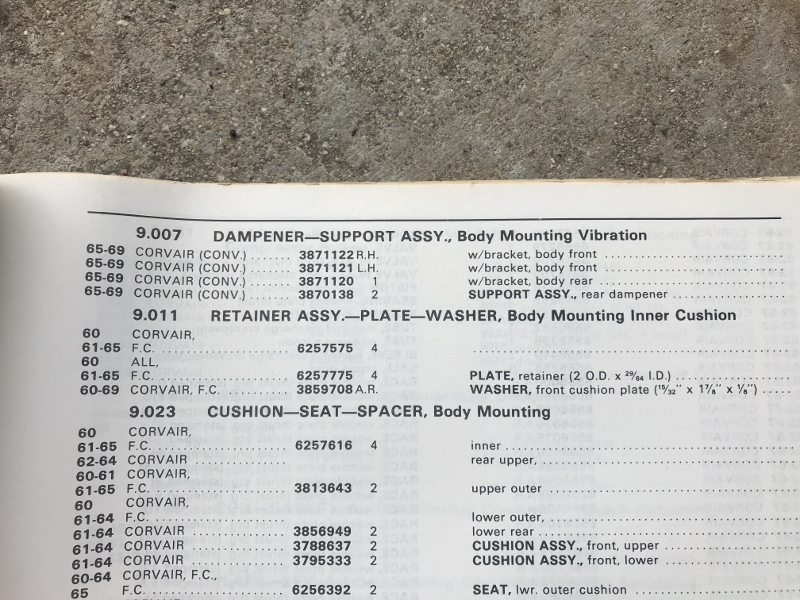 9.007 DAMPENER—SUPPORT ASSY., Body Mounting Vibration
65-69 CORVAIR (CONV.) ....... 3871122 R.H. w/bracket, body front
65-69 CORVAIR (CONV.) ....... 3871121 L.H. w/bracket, body front
65-69 CORVAIR (CONV.) ....... 3871120 1 w/bracket, body rear
65-69 CORVAIR (CONV.) ....... 3870138 2 SUPPORT ASSY., rear dampener
9.011 RETAINER ASSY.—PLATE—WASHER, Body Mounting Inner Cushion
60 CORVAIR,
61-65 F.C. ....... 6257575 4
60 ALL,
61-65 F.C. ....... 6257775 4 PLATE, retainer (2 O.D. x 29/64 I.D.)
60-69 CORVAIR, F.C. ....... 3859708 A.R. WASHER, front cushion plate (15/32" x 1 7/8" x 1/8")
9.023 CUSHION—SEAT—SPACER, Body Mounting
60 CORVAIR,
61-65 F.C. ....... 6257616 4 inner
62-64 CORVAIR rear upper,
60-61 CORVAIR,
61-65 F.C. ....... 3813643 2 upper outer
60 CORVAIR,
61-64 F.C. ....... lower outer,
61-64 CORVAIR ....... 3856949 2 lower rear
61-64 CORVAIR ....... 3788637 2 CUSHION ASSY., front, upper
61-64 CORVAIR ....... 3795333 2 CUSHION ASSY., front, lower
60-64 CORVAIR, F.C.,
65 F.C. ....... 6256392 2 SEAT, lwr. outer cushion